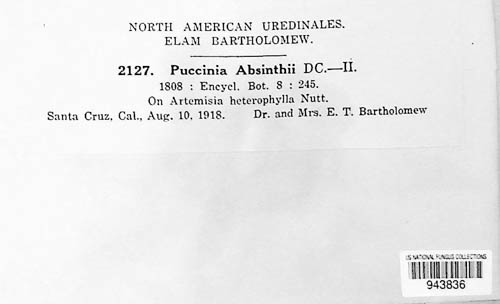 NORTH AMERICAN UREDINALES.
ELAM BARTHOLOMEW.
2127. Puccinia Absinthii DC.—II.
1808 : Encycl. Bot. 8 : 245.
On Artemisia heterophylla Nutt.
Santa Cruz, Cal., Aug. 10, 1918. Dr. and Mrs. E. T. Bartholomew
US NATIONAL FUNGUS COLLECTIONS
943836